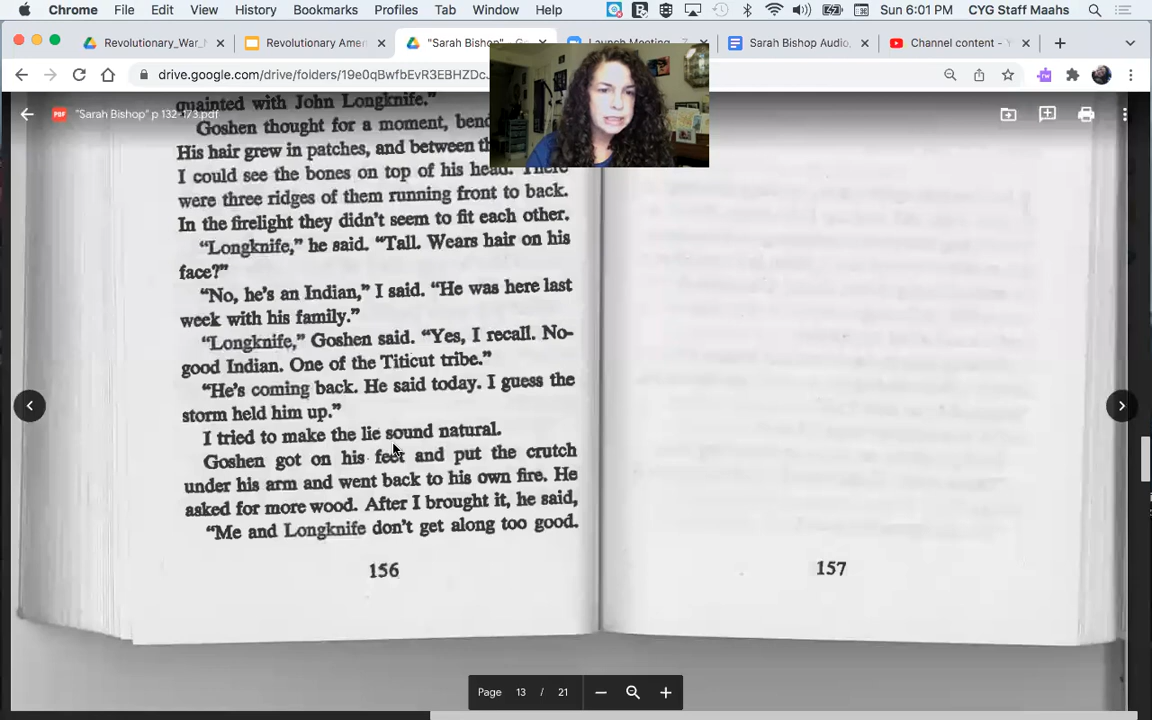 Chrome File Edit View History Bookmarks Profiles Tab Window Help Sun 6:01 PM CYG Staff Maahs
Revolutionary_War_ Revolutionary Amer "Sarah Bishop" Launch Meeting Sarah Bishop Audio, Channel content - Y
drive.google.com/drive/folders/19e0qBwfbEvR3EBHZDcJ
"Sarah Bishop" p 132-173.pdf
quainted with John Longknife."
Goshen thought for a moment,
His hair grew in patches, and between
I could see the bones on top of his head. There
were three ridges of them running front to back.
In the firelight they didn't seem to fit each other.
"Longknife," he said. "Tall. Wears hair on his
face?"
"No, he's an Indian," I said. "He was here last
week with his family."
"Longknife," Goshen said. "Yes, I recall. No-
good Indian. One of the Titicut tribe."
"He's coming back. He said today. I guess the
storm held him up."
I tried to make the lie sound natural.
Goshen got on his feet and put the crutch
under his arm and went back to his own fire. He
asked for more wood. After I brought it, he said,
"Me and Longknife don't get along too good.
156
157
Page 13 / 21